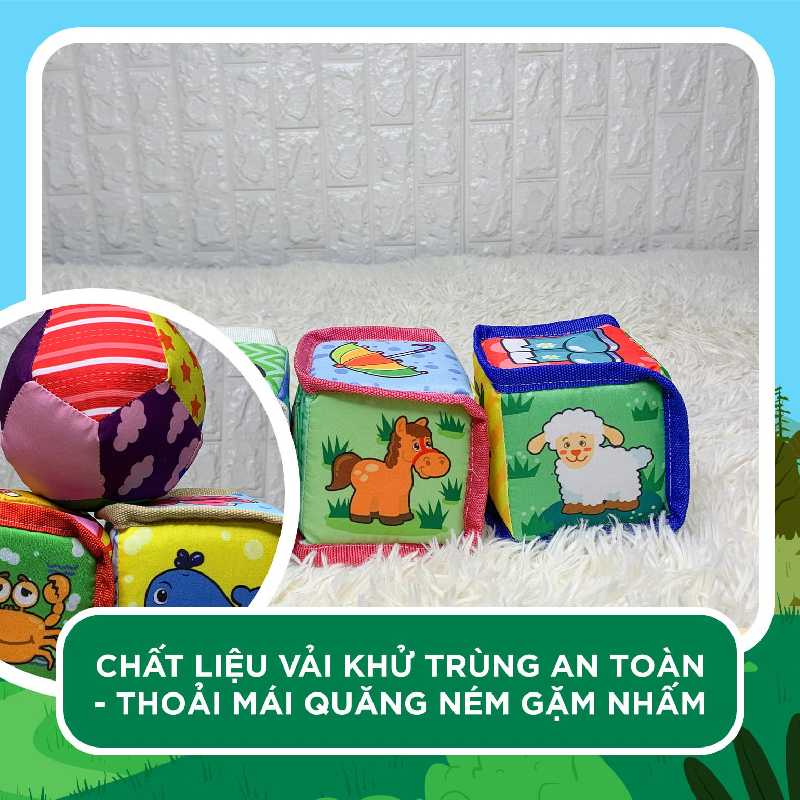 CHẤT LIỆU VẢI KHỬ TRÙNG AN TOÀN
- THOẢI MÁI QUĂNG NÉM GẶM NHẤM